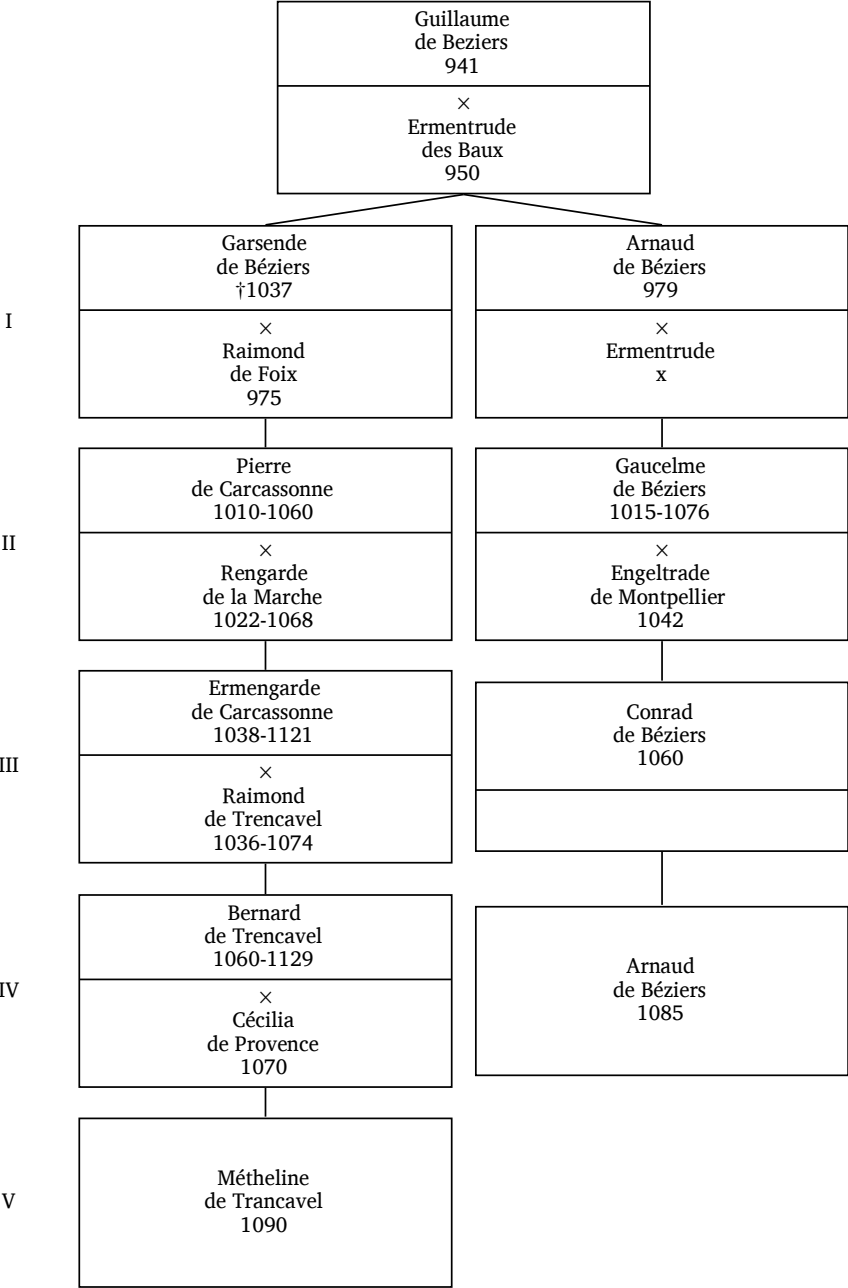 Guillaume
de Beziers
941
×
Ermentrude
des Baux
950
Garsende
de Béziers
†1037
×
Raimond
de Foix
975
Arnaud
de Béziers
979
×
Ermentrude
x
I
Pierre
de Carcassonne
1010-1060
×
Rengarde
de la Marche
1022-1068
Gaucelme
de Béziers
1015-1076
×
Engeltrade
de Montpellier
1042
II
Ermengarde
de Carcassonne
1038-1121
×
Raimond
de Trencavel
1036-1074
Conrad
de Béziers
1060
III
Bernard
de Trencavel
1060-1129
×
Cécilia
de Provence
1070
Arnaud
de Béziers
1085
IV
Métheline
de Trancavel
1090
V